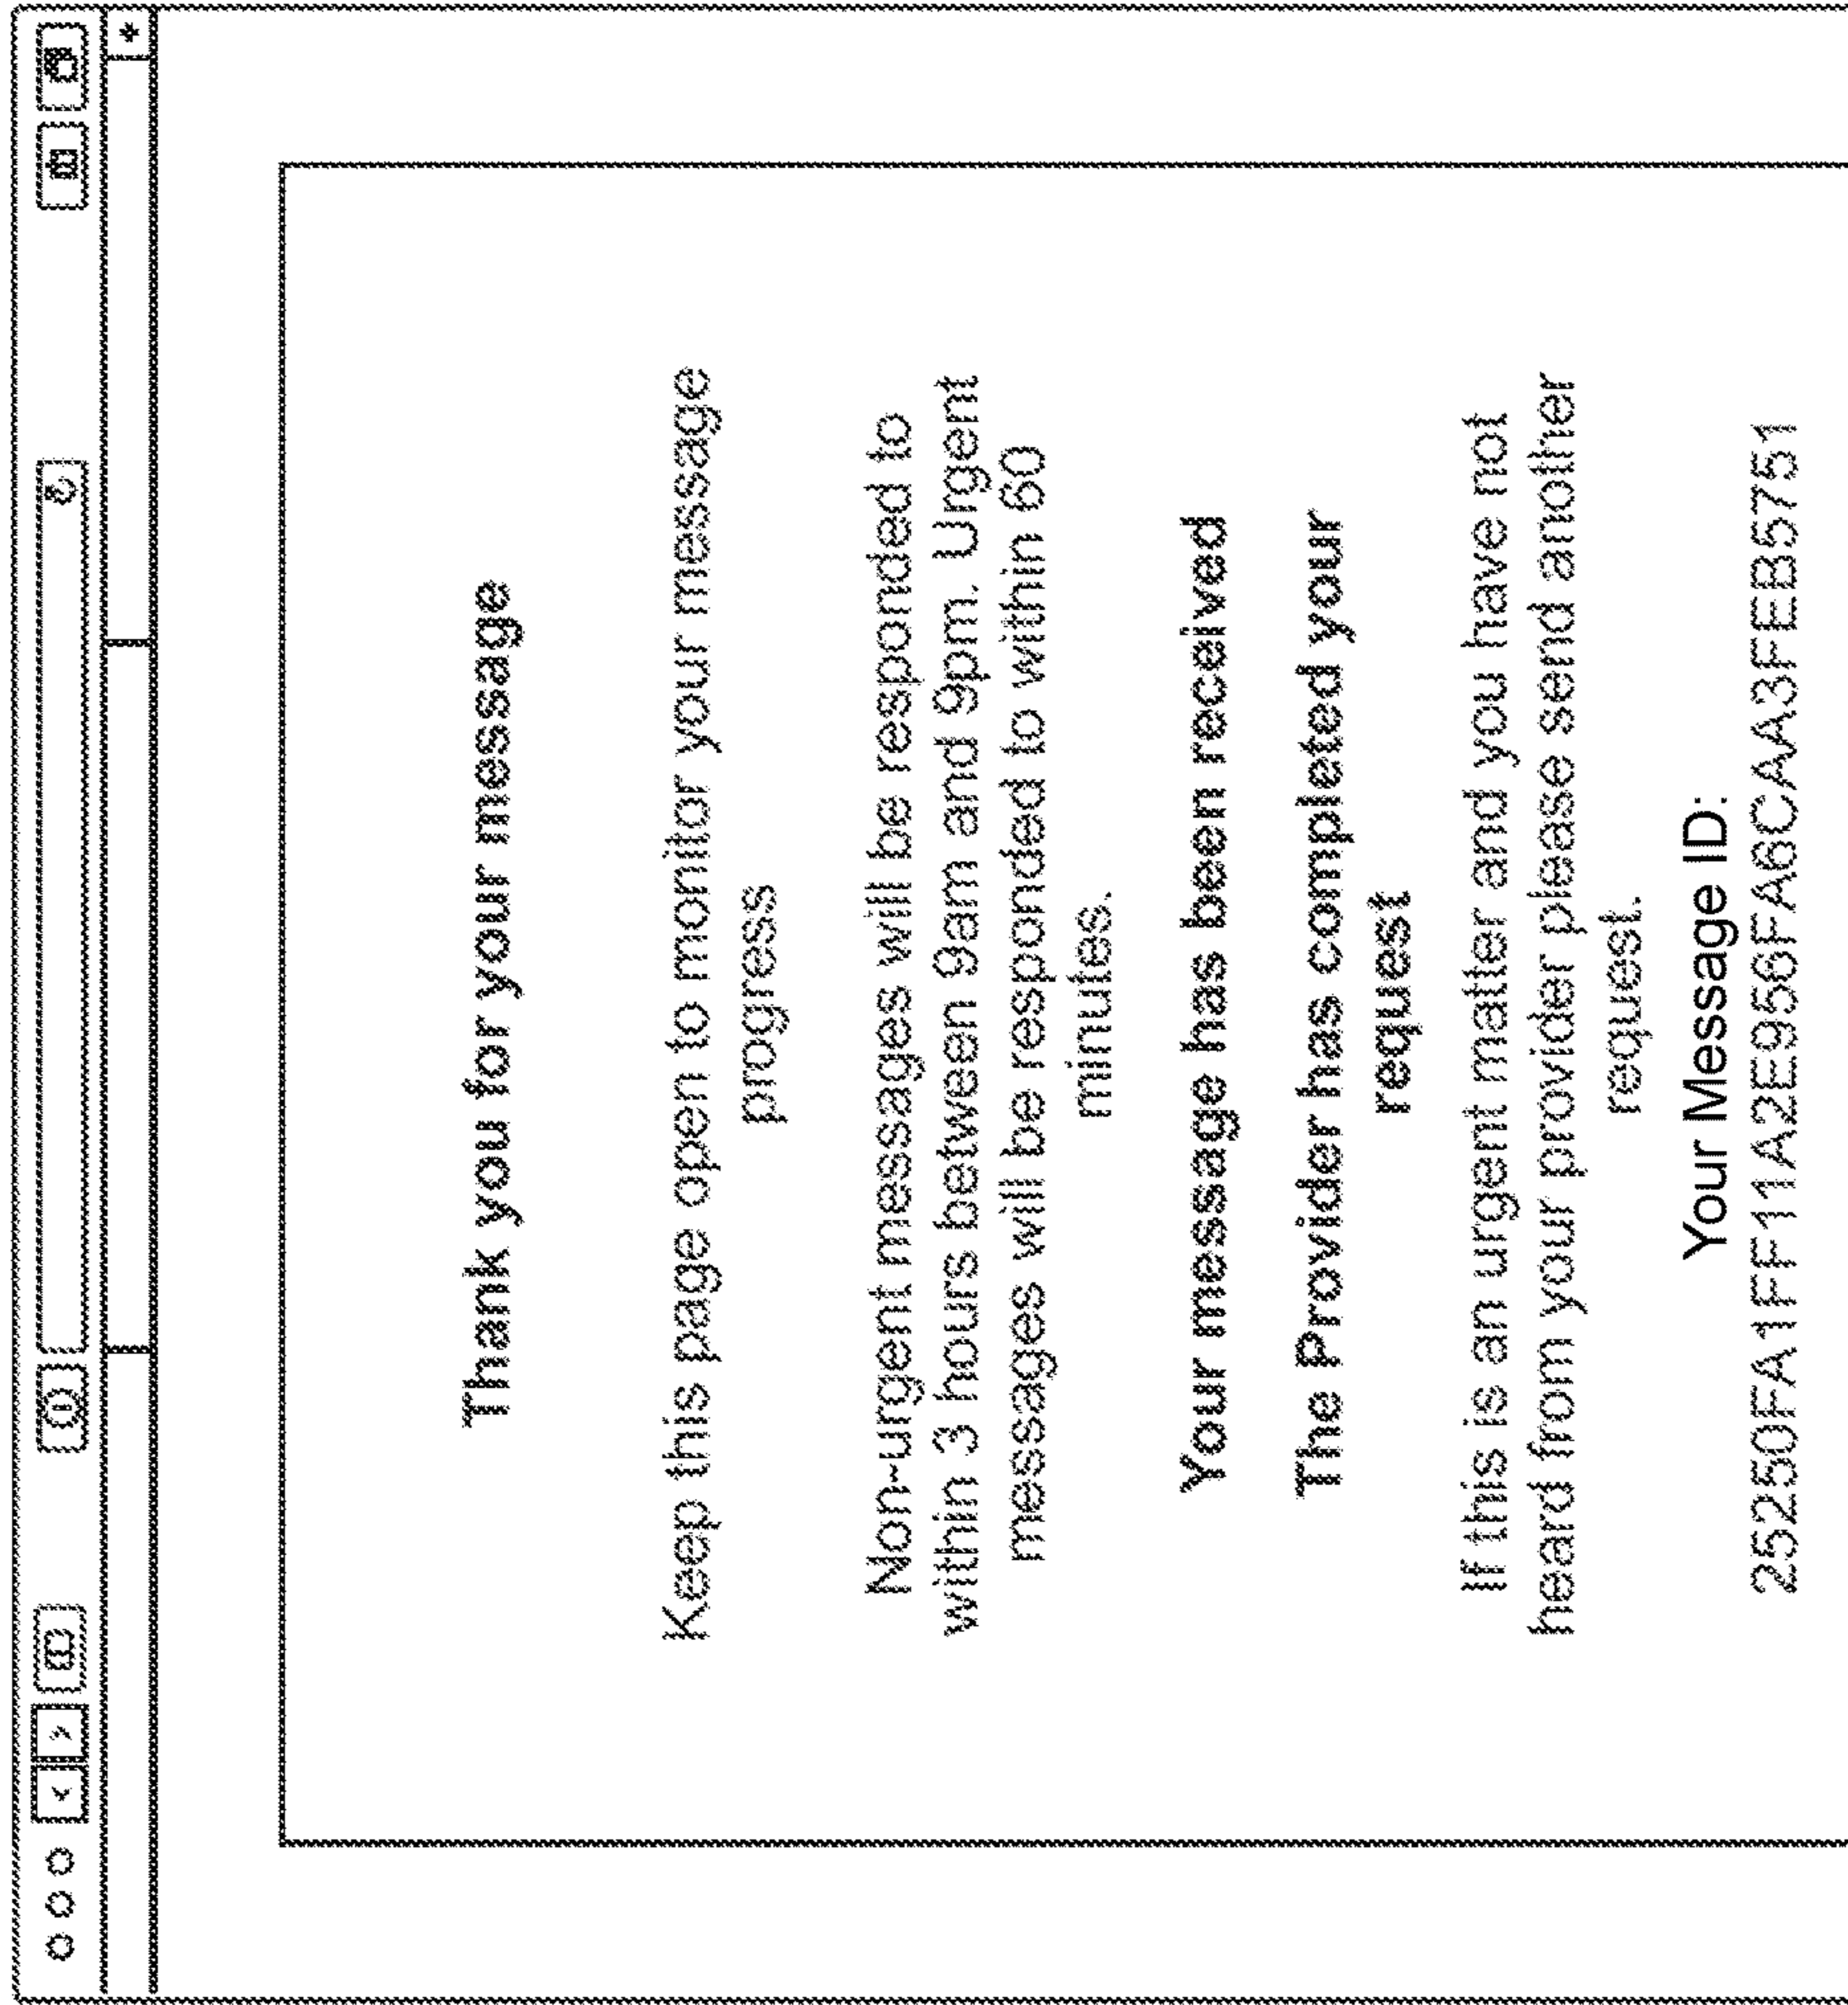 Thank you for your message
Keep this page open to monitor your message
progress
Non-urgent messages will be responded to
within 3 hours between 9am and 9pm. Urgent
messages will be responded to within 60
minutes.
Your message has been received
The Provider has completed your
request
If this is an urgent matter and you have not
heard from your provider please send another
request.
Your Message ID:
25250FA1FF11A2E956FA6CAA3FEB5751